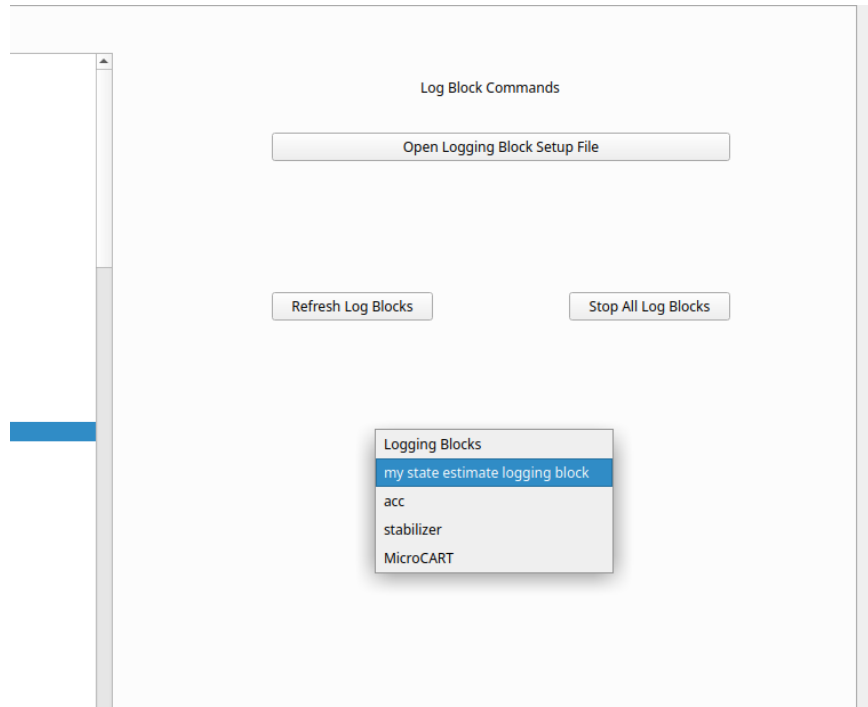 Log Block Commands
Open Logging Block Setup File
Refresh Log Blocks
Stop All Log Blocks
Logging Blocks
my state estimate logging block
acc
stabilizer
MicroCART